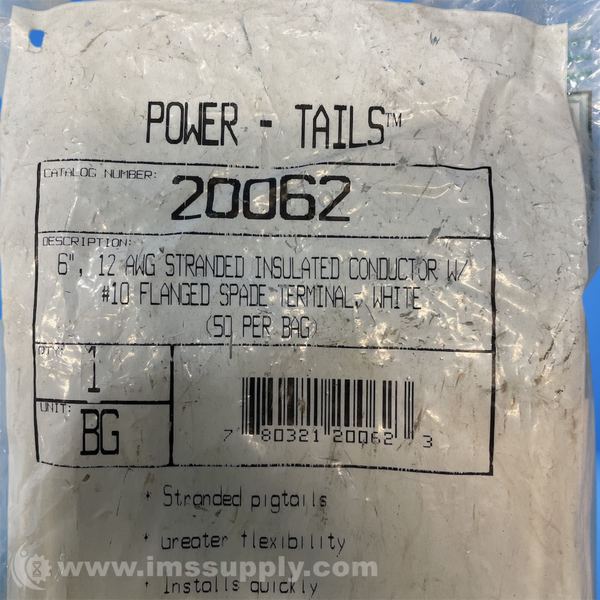 POWER - TAILS™
CATALOG NUMBER:
20062
DESCRIPTION:
6", 12 AWG STRANDED INSULATED CONDUCTOR W/
#10 FLANGED SPADE TERMINAL, WHITE
(50 PER BAG)
QTY:
1
UNIT:
BG
7 80321 20062 3
* Stranded pigtails
* Greater flexibility
* Installs quickly
www.imssupply.com